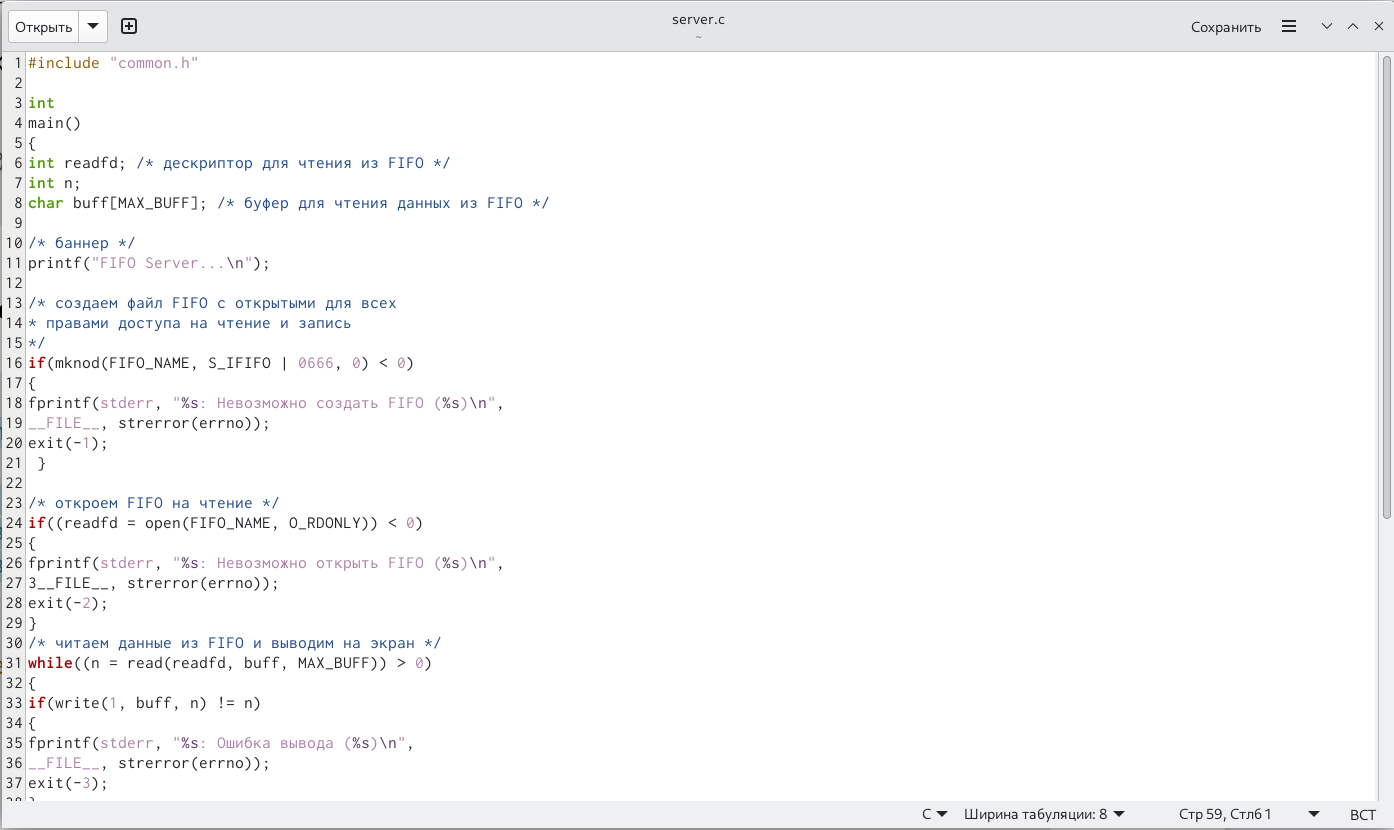 Открыть
server.c
~
Сохранить
1 #include "common.h"
2
3 int
4 main()
5 {
6 int readfd; /* дескриптор для чтения из FIFO */
7 int n;
8 char buff[MAX_BUFF]; /* буфер для чтения данных из FIFO */
9
10 /* баннер */
11 printf("FIFO Server...\n");
12
13 /* создаем файл FIFO с открытыми для всех
14 * правами доступа на чтение и запись
15 */
16 if(mknod(FIFO_NAME, S_IFIFO | 0666, 0) < 0)
17 {
18 fprintf(stderr, "%s: Невозможно создать FIFO (%s)\n",
19 __FILE__, strerror(errno));
20 exit(-1);
21  }
22
23 /* откроем FIFO на чтение */
24 if((readfd = open(FIFO_NAME, O_RDONLY)) < 0)
25 {
26 fprintf(stderr, "%s: Невозможно открыть FIFO (%s)\n",
27 3__FILE__, strerror(errno));
28 exit(-2);
29 }
30 /* читаем данные из FIFO и выводим на экран */
31 while((n = read(readfd, buff, MAX_BUFF)) > 0)
32 {
33 if(write(1, buff, n) != n)
34 {
35 fprintf(stderr, "%s: Ошибка вывода (%s)\n",
36 __FILE__, strerror(errno));
37 exit(-3);
38 }
C
Ширина табуляции: 8
Стр 59, Стлб 1
ВСТ